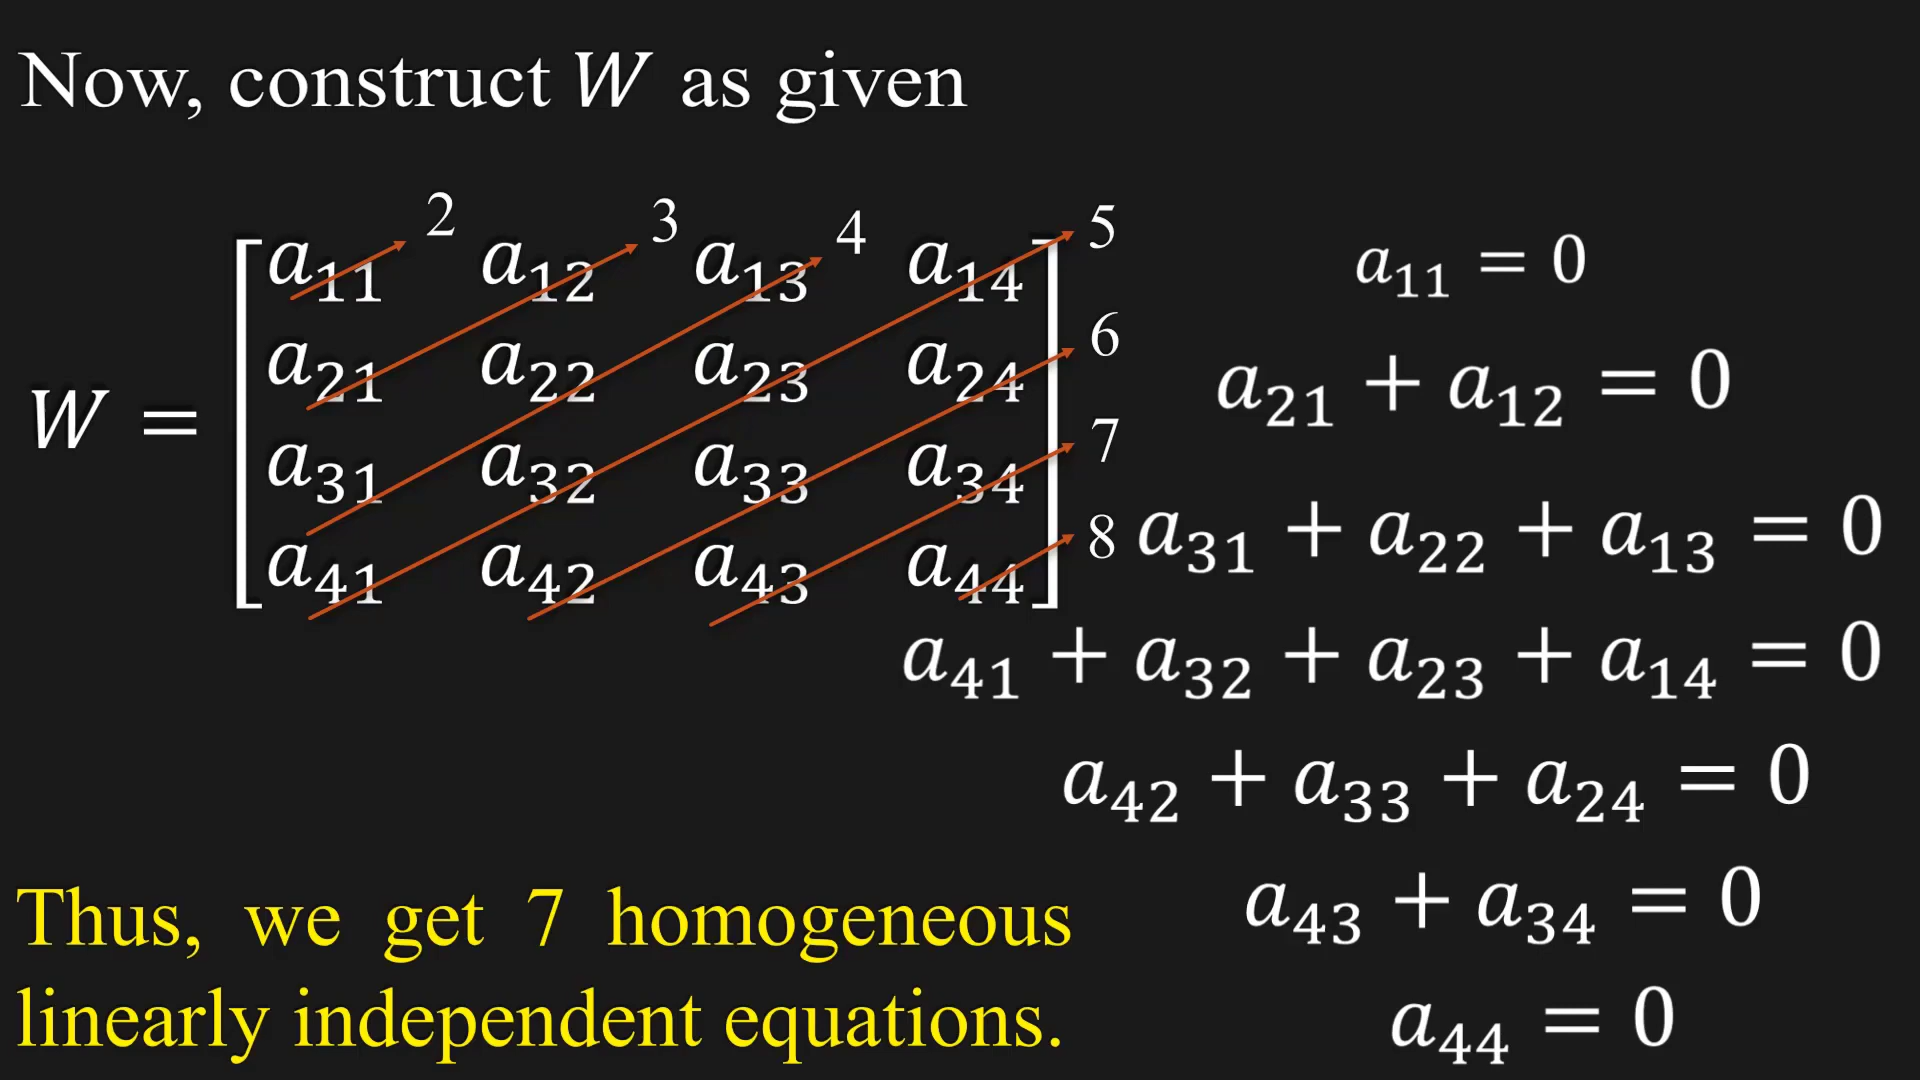 Now, construct W as given
2 3 4 5
a₁₁ a₁₂ a₁₃ a₁₄
a₁₁ = 0
6
a₂₁ a₂₂ a₂₃ a₂₄
a₂₁ + a₁₂ = 0
W =
7
a₃₁ a₃₂ a₃₃ a₃₄
8
a₃₁ + a₂₂ + a₁₃ = 0
a₄₁ a₄₂ a₄₃ a₄₄
a₄₁ + a₃₂ + a₂₃ + a₁₄ = 0
a₄₂ + a₃₃ + a₂₄ = 0
a₄₃ + a₃₄ = 0
a₄₄ = 0
Thus, we get 7 homogeneous
linearly independent equations.